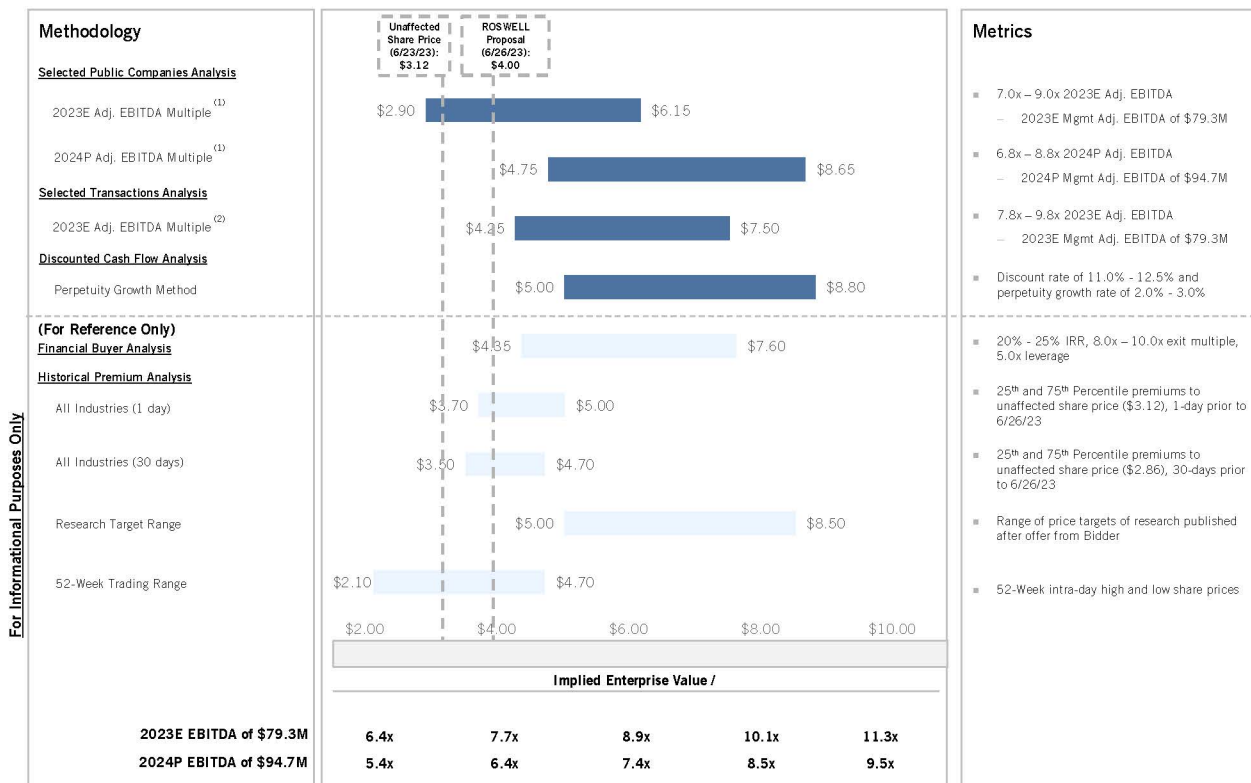 Methodology
Unaffected
Share Price
(6/23/23):
$3.12
ROSWELL
Proposal
(6/26/23):
$4.00
Metrics
Selected Public Companies Analysis
2023E Adj. EBITDA Multiple (1)
$2.90
$6.15
7.0x – 9.0x 2023E Adj. EBITDA
– 2023E Mgmt Adj. EBITDA of $79.3M
2024P Adj. EBITDA Multiple (1)
$4.75
$8.65
6.8x – 8.8x 2024P Adj. EBITDA
– 2024P Mgmt Adj. EBITDA of $94.7M
Selected Transactions Analysis
2023E Adj. EBITDA Multiple (2)
$4.25
$7.50
7.8x – 9.8x 2023E Adj. EBITDA
– 2023E Mgmt Adj. EBITDA of $79.3M
Discounted Cash Flow Analysis
Perpetuity Growth Method
$5.00
$8.80
Discount rate of 11.0% - 12.5% and
perpetuity growth rate of 2.0% - 3.0%
For Informational Purposes Only
(For Reference Only)
Financial Buyer Analysis
$4.35
$7.60
20% - 25% IRR, 8.0x – 10.0x exit multiple,
5.0x leverage
Historical Premium Analysis
All Industries (1 day)
$3.70
$5.00
25th and 75th Percentile premiums to
unaffected share price ($3.12), 1-day prior to
6/26/23
All Industries (30 days)
$3.50
$4.70
25th and 75th Percentile premiums to
unaffected share price ($2.86), 30-days prior
to 6/26/23
Research Target Range
$5.00
$8.50
Range of price targets of research published
after offer from Bidder
52-Week Trading Range
$2.10
$4.70
52-Week intra-day high and low share prices
$2.00 $4.00 $6.00 $8.00 $10.00
Implied Enterprise Value /
2023E EBITDA of $79.3M 6.4x 7.7x 8.9x 10.1x 11.3x
2024P EBITDA of $94.7M 5.4x 6.4x 7.4x 8.5x 9.5x